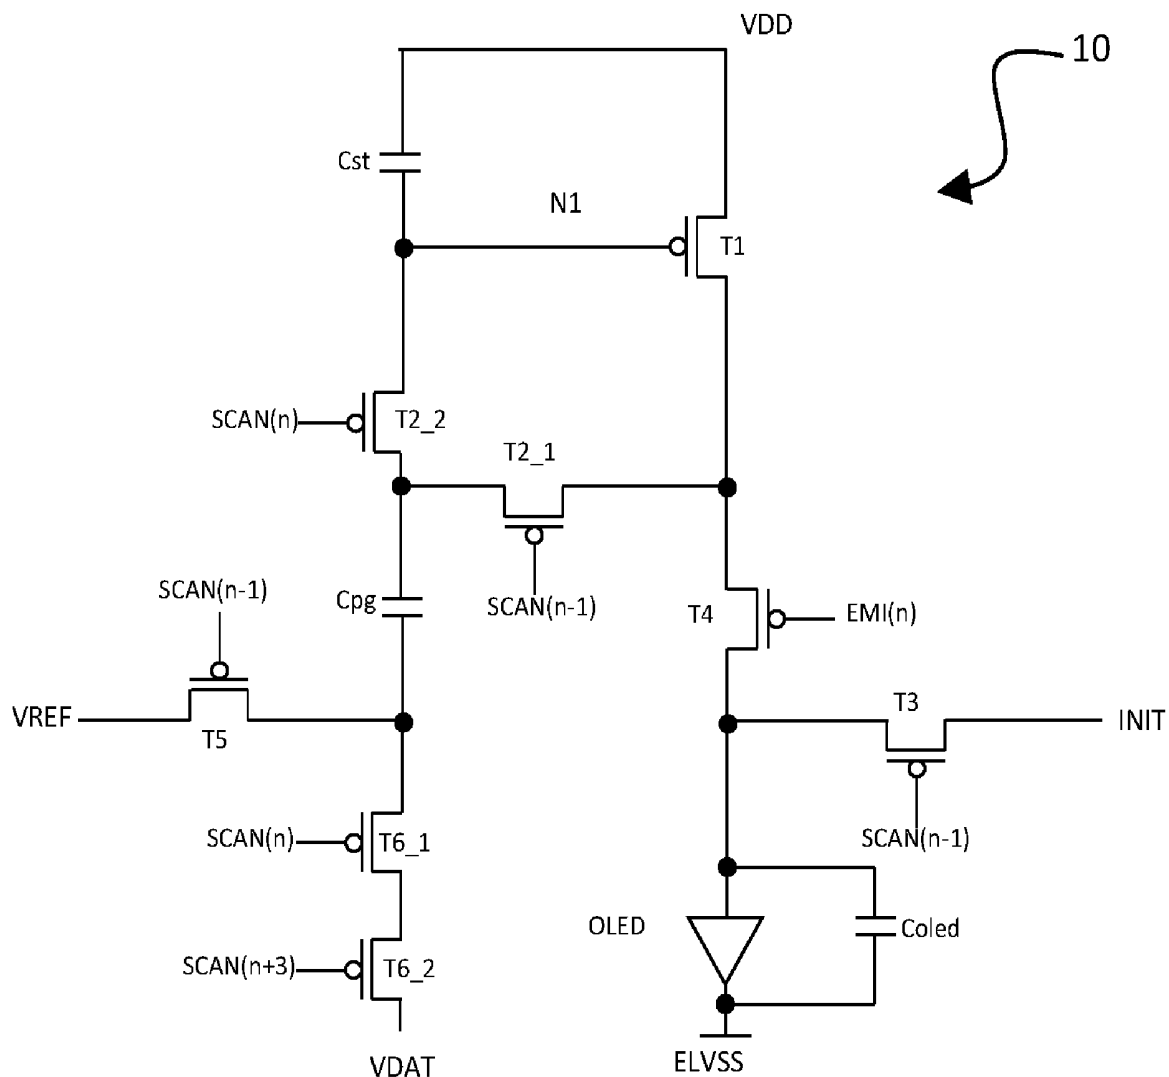 VDD
10
Cst
N1
T1
SCAN(n)
T2_2
T2_1
SCAN(n-1)
Cpg
SCAN(n-1)
T4
EMI(n)
VREF
T5
T3
INIT
SCAN(n)
T6_1
SCAN(n-1)
OLED
Coled
SCAN(n+3)
T6_2
VDAT
ELVSS